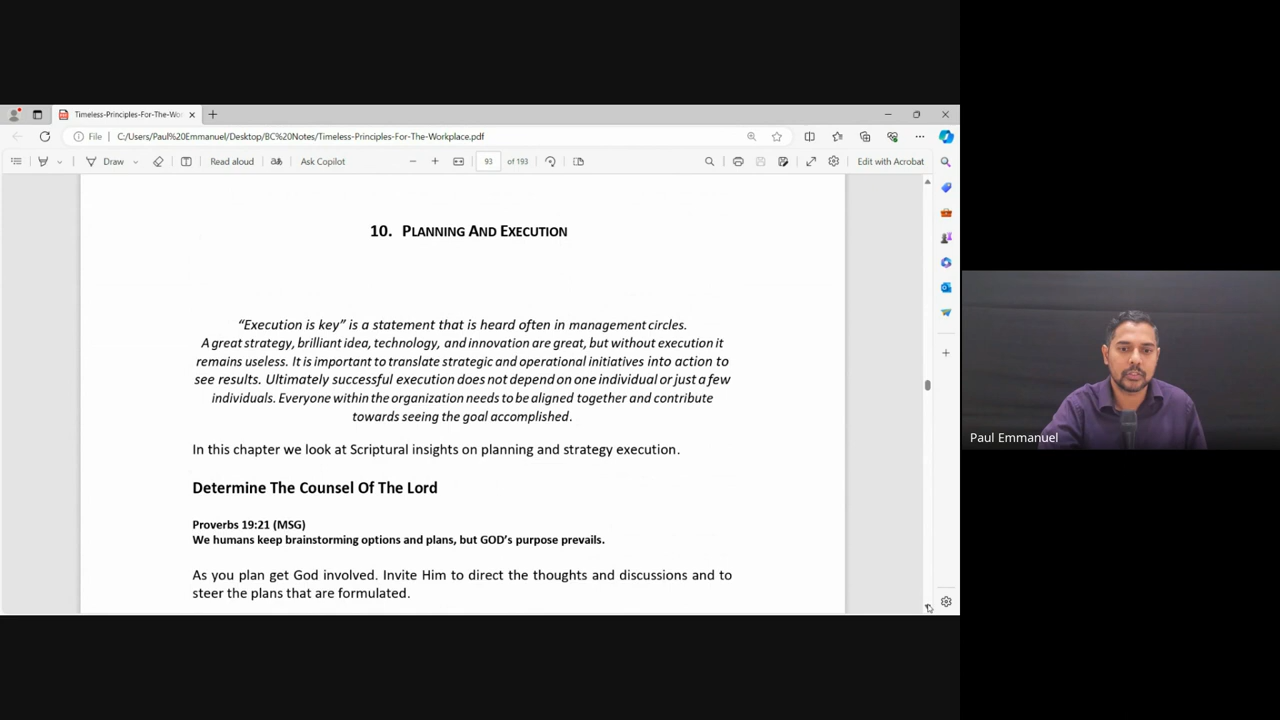 Timeless-Principles-For-The-Wor
File
C:/Users/Paul%20Emmanuel/Desktop/BC%20Notes/Timeless-Principles-For-The-Workplace.pdf
Draw
Read aloud
Ask Copilot
93 of 193
Edit with Acrobat
10. PLANNING AND EXECUTION
“Execution is key” is a statement that is heard often in management circles.
A great strategy, brilliant idea, technology, and innovation are great, but without execution it
remains useless. It is important to translate strategic and operational initiatives into action to
see results. Ultimately successful execution does not depend on one individual or just a few
individuals. Everyone within the organization needs to be aligned together and contribute
towards seeing the goal accomplished.
In this chapter we look at Scriptural insights on planning and strategy execution.
Determine The Counsel Of The Lord
Proverbs 19:21 (MSG)
We humans keep brainstorming options and plans, but GOD’s purpose prevails.
As you plan get God involved. Invite Him to direct the thoughts and discussions and to
steer the plans that are formulated.
Paul Emmanuel